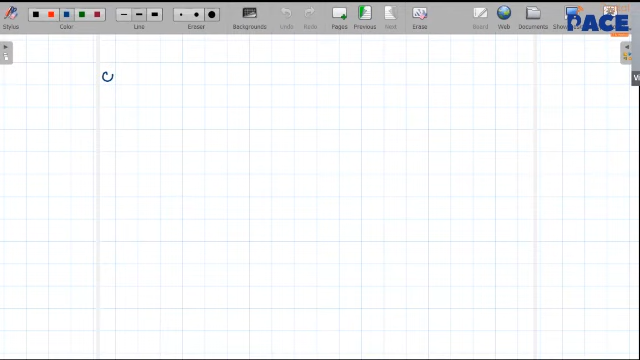 Stylus Color Line Eraser Backgrounds Undo Redo Pages Previous Next Erase Board Web Documents
PACE
c